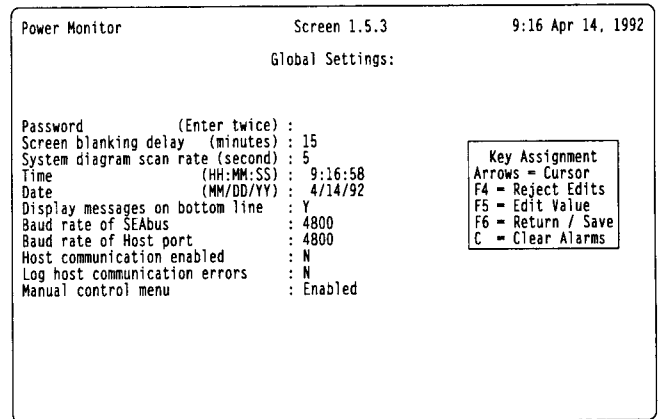 Power Monitor Screen 1.5.3 9:16 Apr 14, 1992
Global Settings:
Password (Enter twice) :
Screen blanking delay (minutes) : 15
System diagram scan rate (second) : 5
Time (HH:MM:SS) : 9:16:58
Date (MM/DD/YY) : 4/14/92
Display messages on bottom line : Y
Baud rate of SEAbus : 4800
Baud rate of Host port : 4800
Host communication enabled : N
Log host communication errors : N
Manual control menu : Enabled
Key Assignment
Arrows = Cursor
F4 = Reject Edits
F5 = Edit Value
F6 = Return / Save
C = Clear Alarms